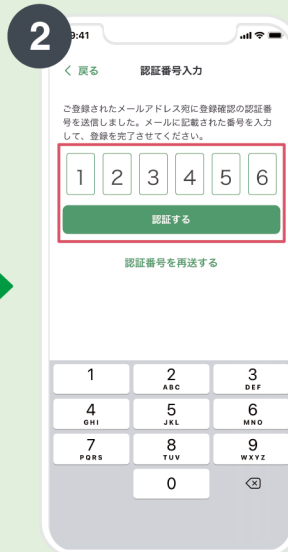 2
9:41
戻る
認証番号入力
ご登録されたメールアドレス宛に登録確認の認証番
号を送信しました。メールに記載された番号を入力
して、登録を完了させてください。
1 2 3 4 5 6
認証する
認証番号を再送する
1 2 3
ABC DEF
4 5 6
GHI JKL MNO
7 8 9
PQRS TUV WXYZ
0